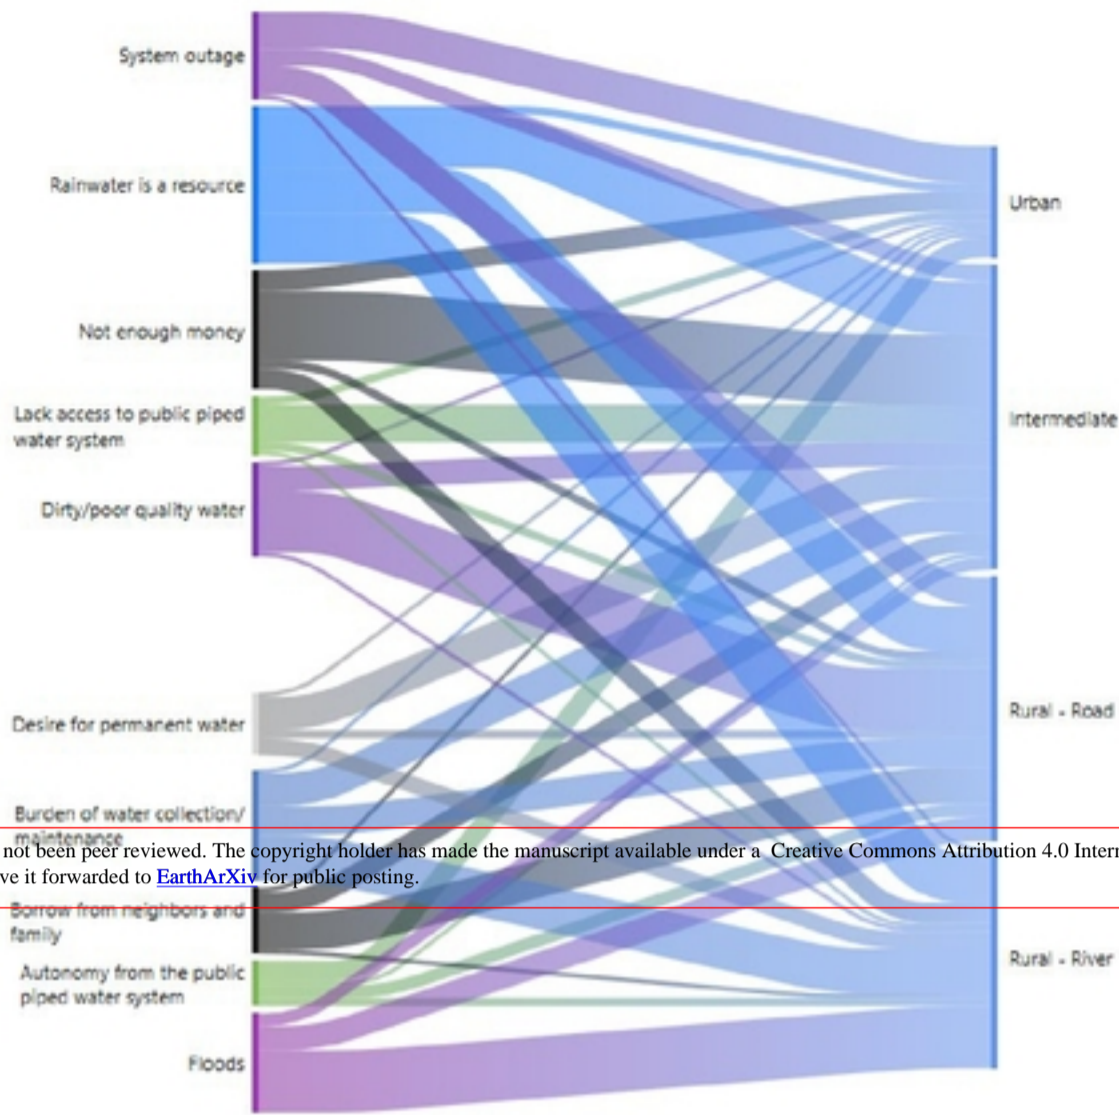 System outage
Rainwater is a resource
Not enough money
Lack access to public piped
water system
Dirty/poor quality water
Desire for permanent water
Burden of water collection/
maintenance
Borrow from neighbors and
family
Autonomy from the public
piped water system
Floods
Urban
Intermediate
Rural - Road
Rural - River
not been peer reviewed. The copyright holder has made the manuscript available under a Creative Commons Attribution 4.0 Intern
ve it forwarded to EarthArXiv for public posting.